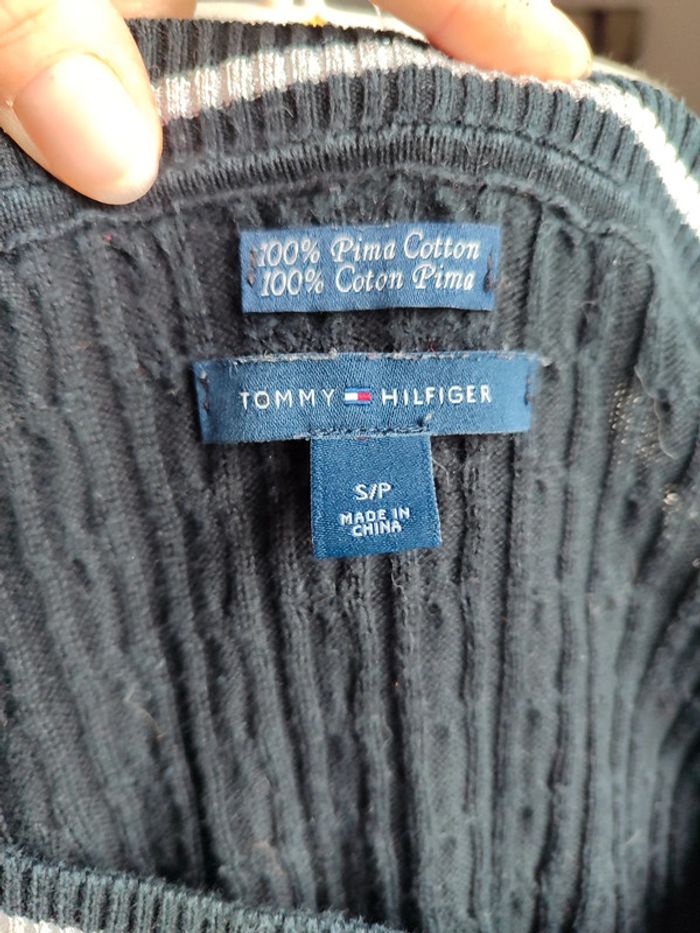 100% Pima Cotton
100% Coton Pima
TOMMY HILFIGER
S/P
MADE IN
CHINA